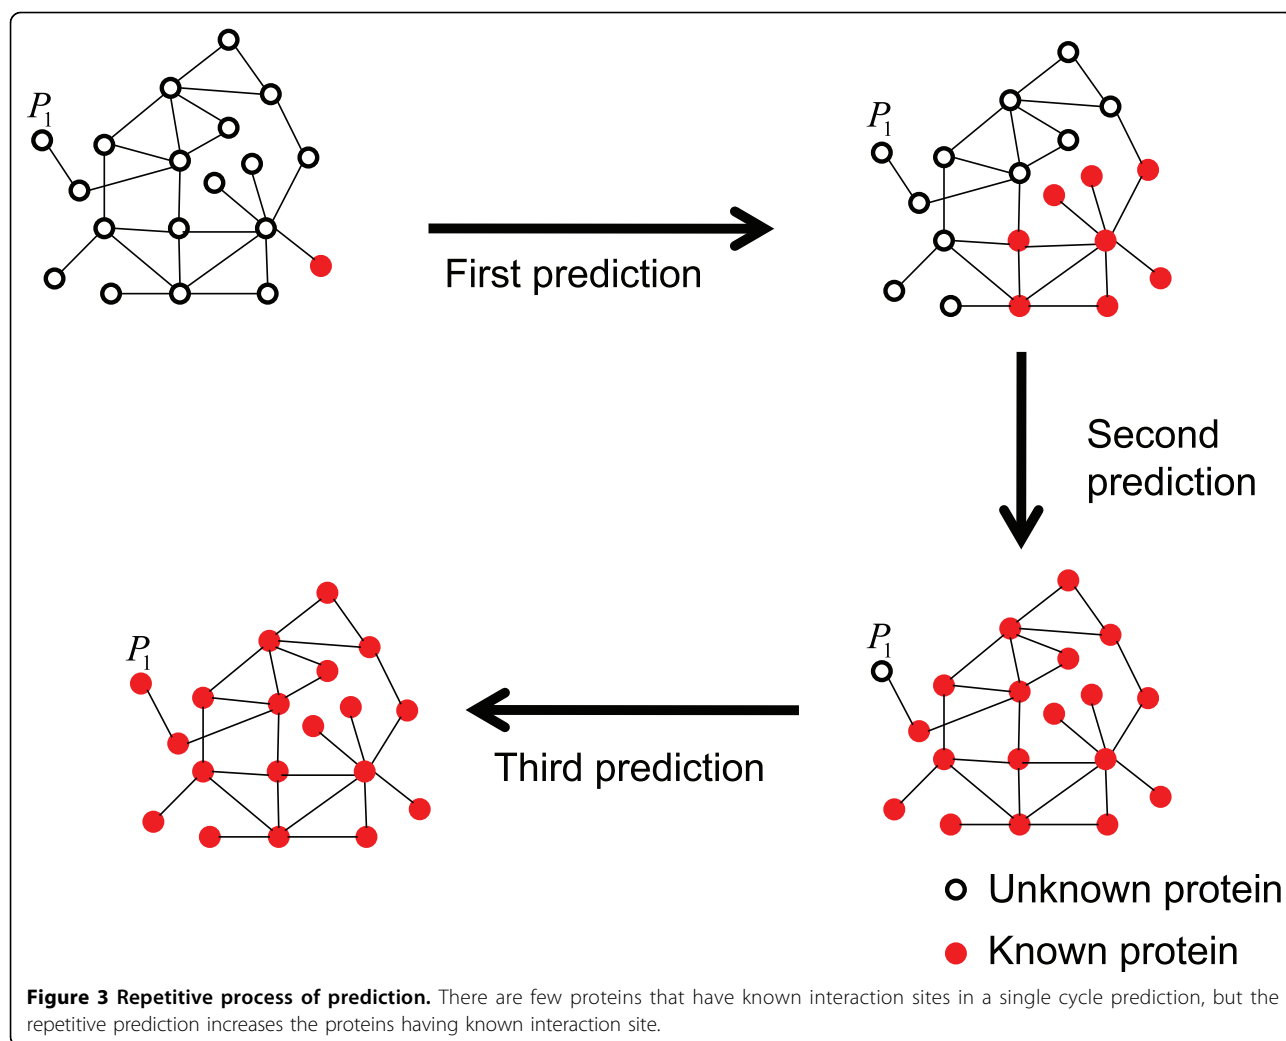 P1
P1
First prediction
Second
prediction
P1
P1
Third prediction
Unknown protein
Known protein
Figure 3 Repetitive process of prediction. There are few proteins that have known interaction sites in a single cycle prediction, but the
repetitive prediction increases the proteins having known interaction site.